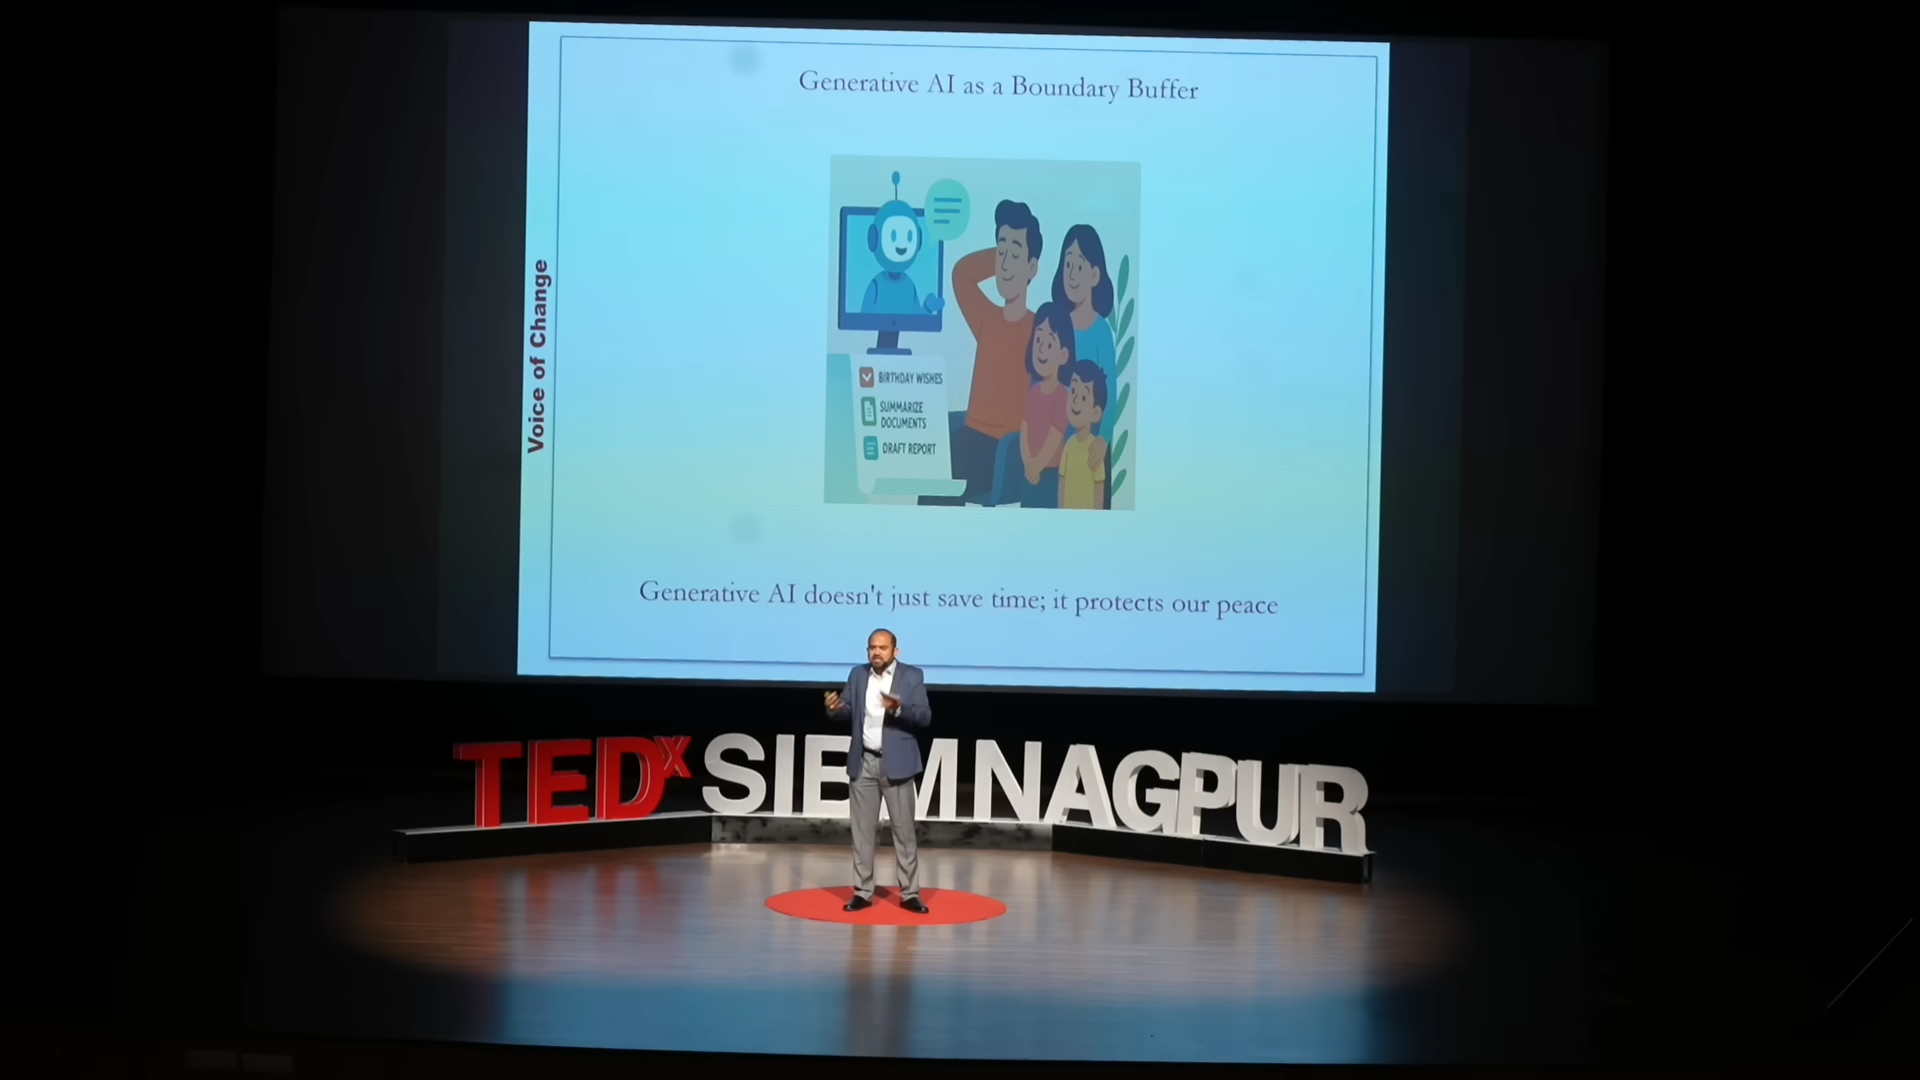 Generative AI as a Boundary Buffer
Voice of Change
BIRTHDAY WISHES
SUMMARIZE
DOCUMENTS
DRAFT REPORT
Generative AI doesn't just save time; it protects our peace
TEDx SIBMNAGPUR